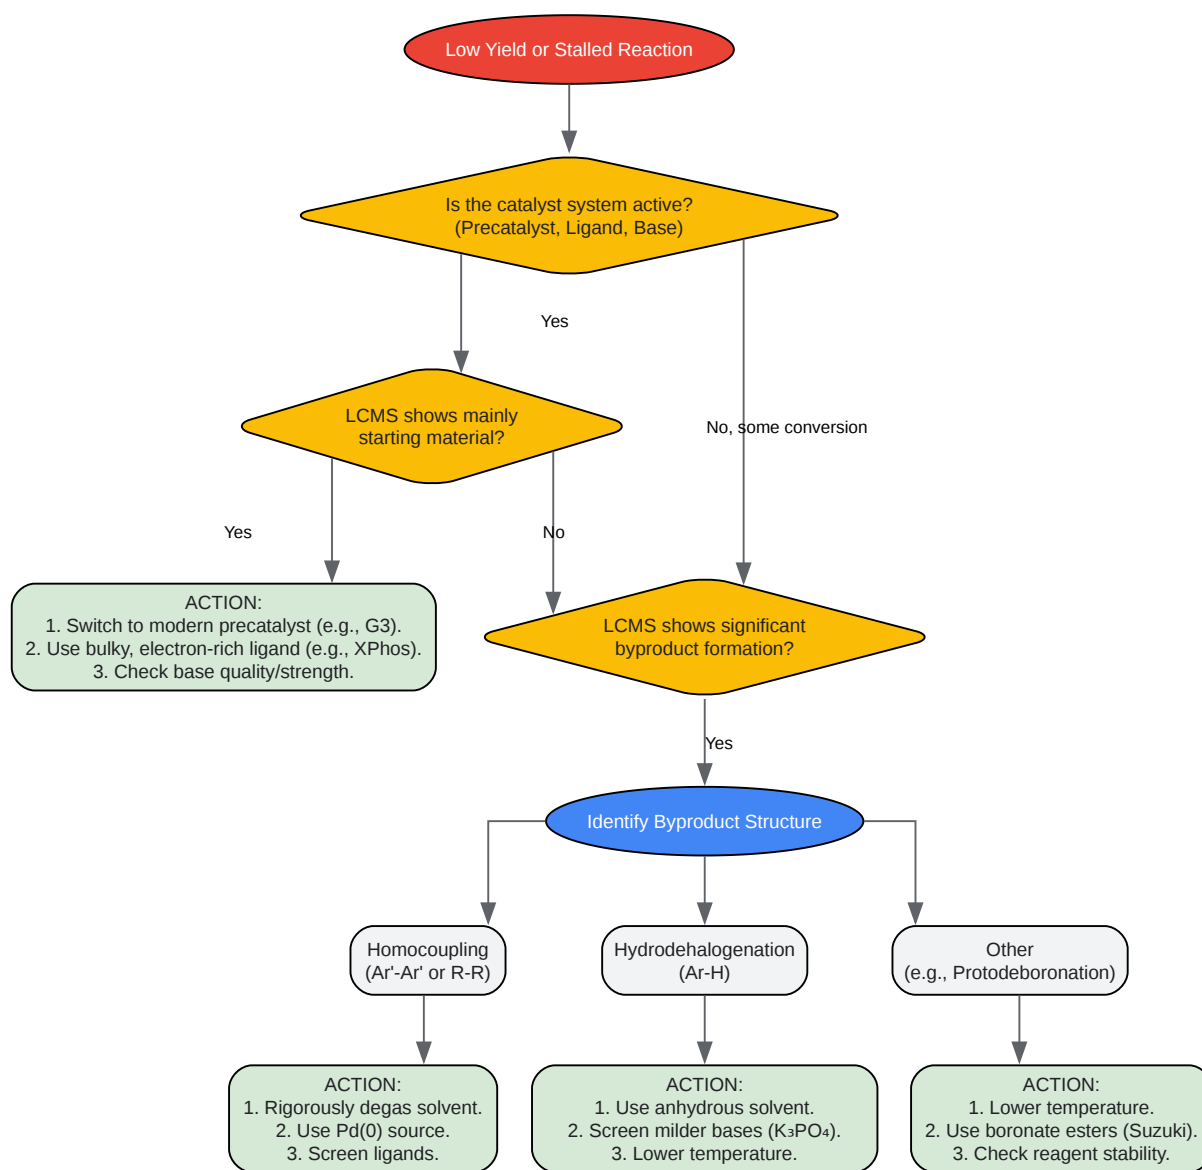 Low Yield or Stalled Reaction
Is the catalyst system active?
(Precatalyst, Ligand, Base)
Yes
LCMS shows mainly
starting material?
No, some conversion
Yes
No
ACTION:
1. Switch to modern precatalyst (e.g., G3).
2. Use bulky, electron-rich ligand (e.g., XPhos).
3. Check base quality/strength.
LCMS shows significant
byproduct formation?
Yes
Identify Byproduct Structure
Homocoupling
(Ar'-Ar' or R-R)
Hydrodehalogenation
(Ar-H)
Other
(e.g., Protodeboronation)
ACTION:
1. Rigorously degas solvent.
2. Use Pd(0) source.
3. Screen ligands.
ACTION:
1. Use anhydrous solvent.
2. Screen milder bases (K₃PO₄).
3. Lower temperature.
ACTION:
1. Lower temperature.
2. Use boronate esters (Suzuki).
3. Check reagent stability.